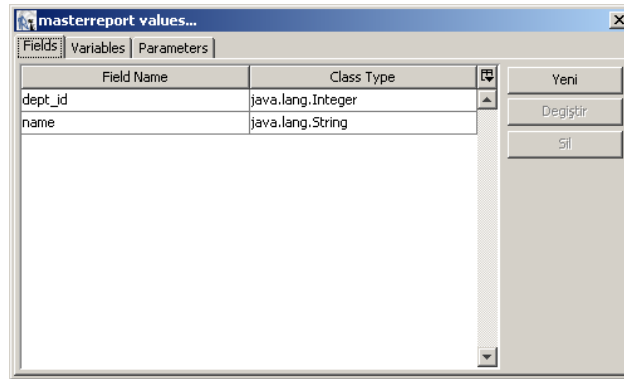 masterreport values...
Fields Variables Parameters
Field Name Class Type
dept_id java.lang.Integer
name java.lang.String
Yeni
Degiştir
Sil